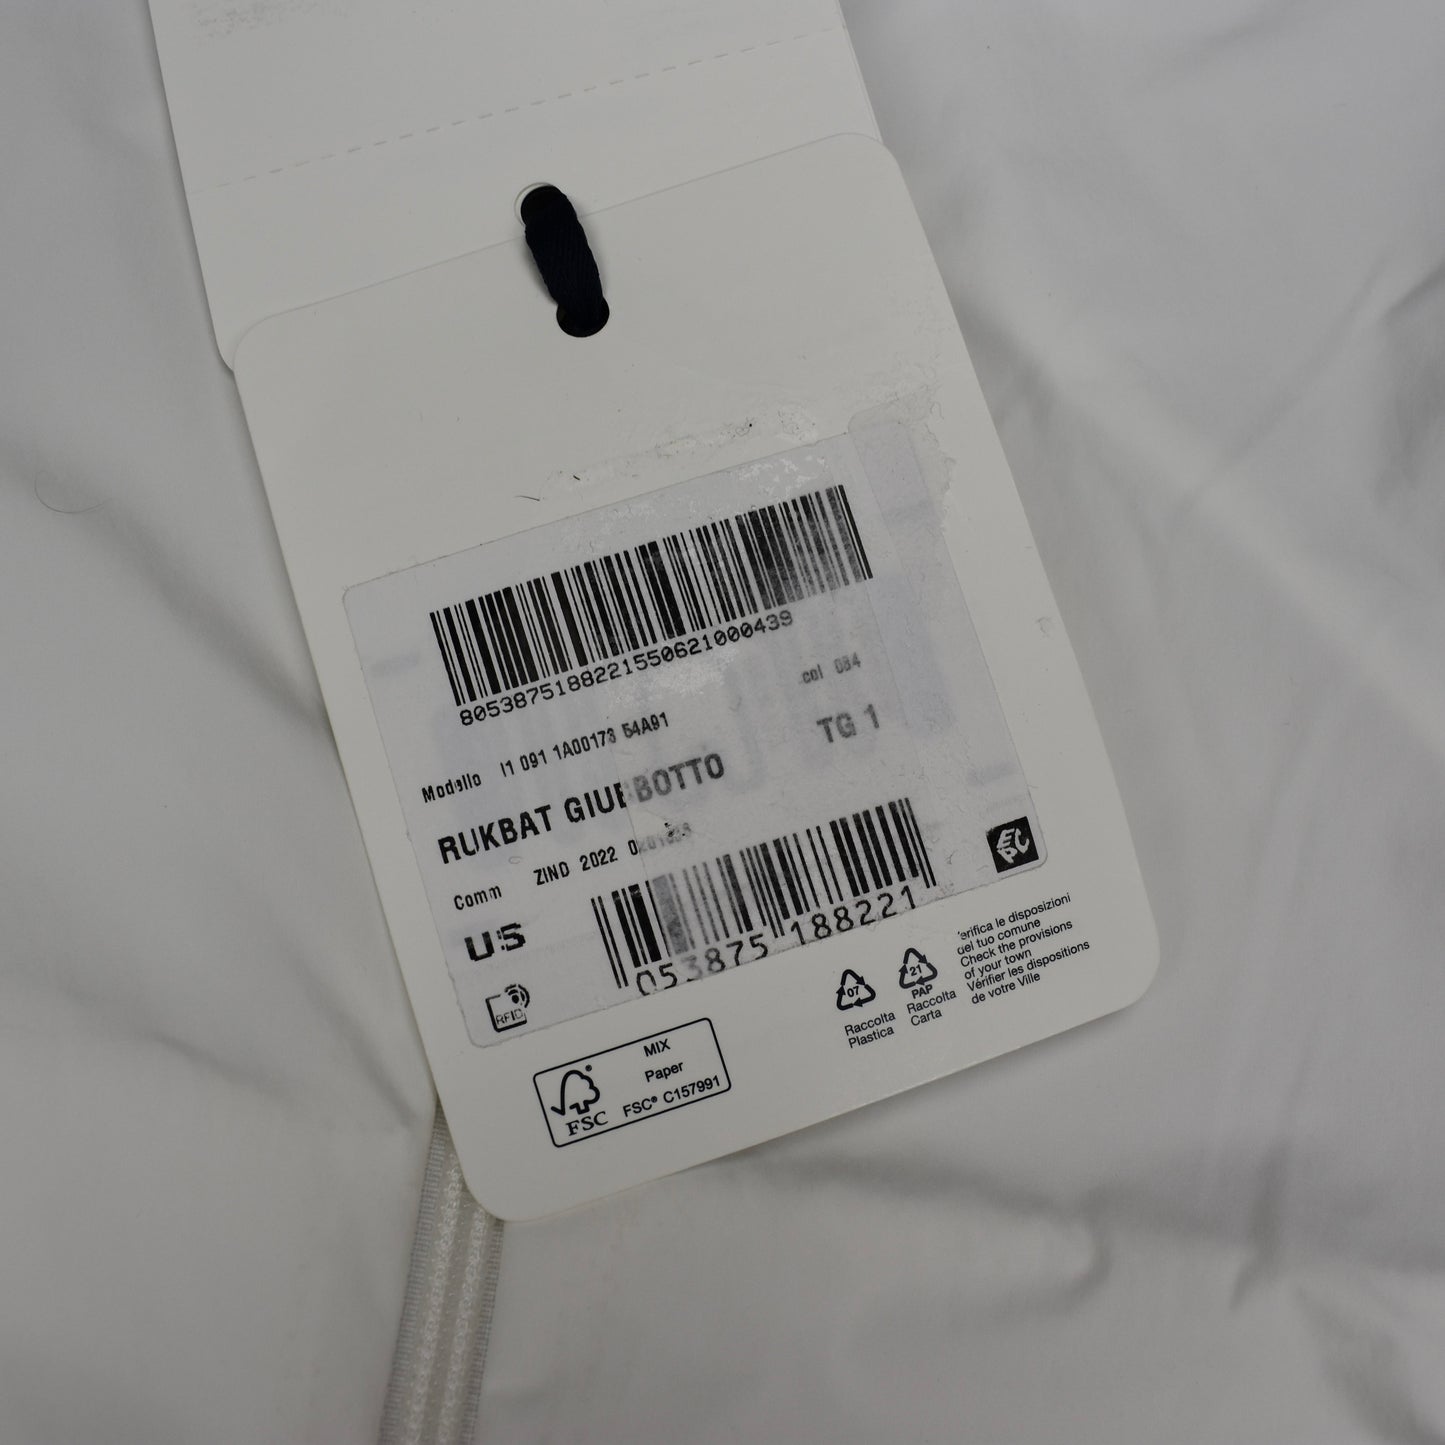 8053875188221550621000439
col 034
Modello I1 091 1A00173 54A91
TG 1
RUKBAT GIUBBOTTO
Comm ZIND 2022
US
053875 188221
EPC
RFID
MIX
Paper
FSC® C157991
FSC
07
Raccolta
Plastica
21
PAP
Raccolta
Carta
Verifica le disposizioni
del tuo comune
Check the provisions
of your town
Vérifier les dispositions
de votre Ville